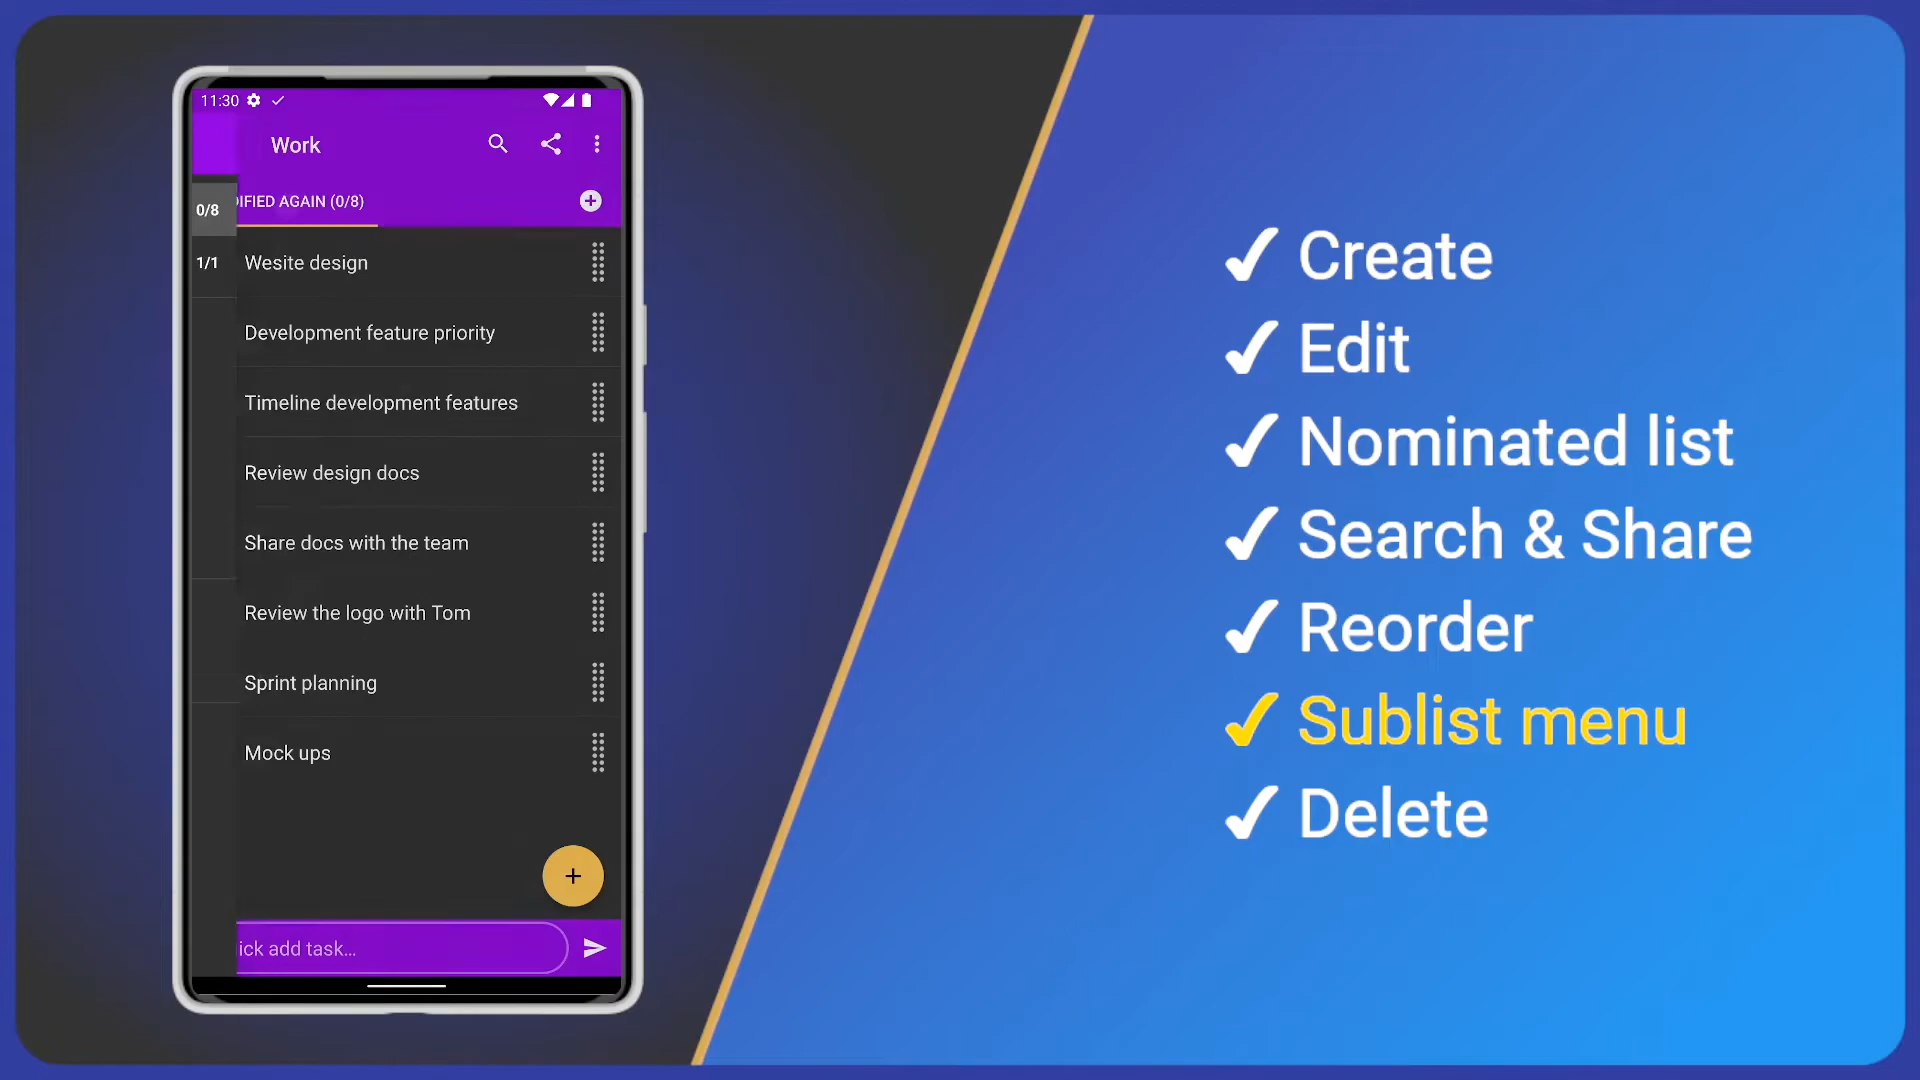 11:30
Work
0/8
DIFIED AGAIN (0/8)
1/1
Wesite design
Development feature priority
Timeline development features
Review design docs
Share docs with the team
Review the logo with Tom
Sprint planning
Mock ups
ick add task...
✔ Create
✔ Edit
✔ Nominated list
✔ Search & Share
✔ Reorder
✔ Sublist menu
✔ Delete